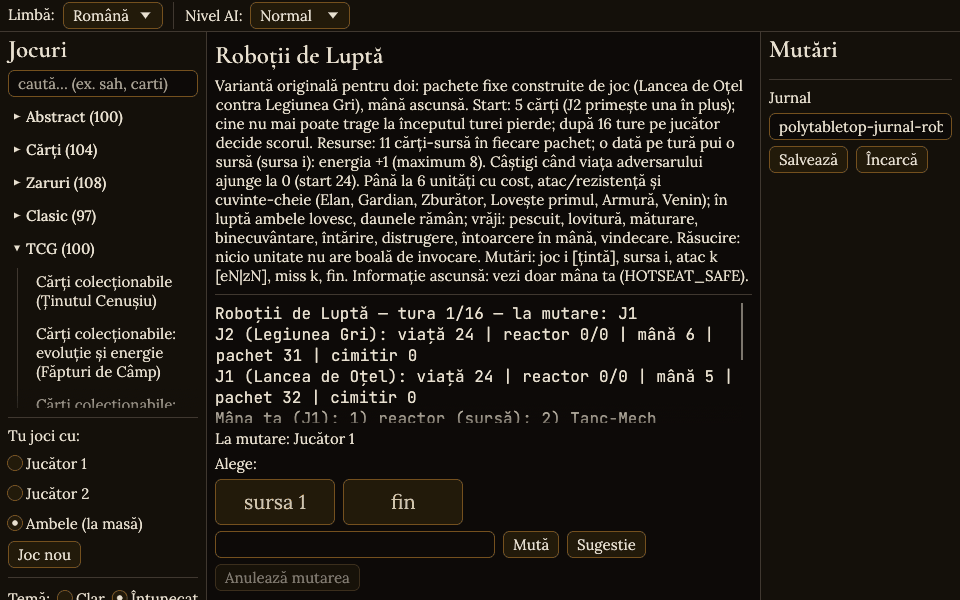 Limbă: Română Nivel AI: Normal
Jocuri
caută... (ex. sah, carti)
Abstract (100)
Cărți (104)
Zaruri (108)
Clasic (97)
TCG (100)
Cărți colecționabile
(Ținutul Cenușiu)
Cărți colecționabile:
evoluție și energie
(Făpturi de Câmp)
Cărți colecționabile:
Tu joci cu:
Jucător 1
Jucător 2
Ambele (la masă)
Joc nou
Temă: Clar Întunecat
Roboții de Luptă
Variantă originală pentru doi: pachete fixe construite de joc (Lancea de Oțel
contra Legiunea Gri), mână ascunsă. Start: 5 cărți (J2 primește una în plus);
cine nu mai poate trage la începutul turei pierde; după 16 ture pe jucător
decide scorul. Resurse: 11 cărți-sursă în fiecare pachet; o dată pe tură pui o
sursă (sursa i): energia +1 (maximum 8). Câștigi când viața adversarului
ajunge la 0 (start 24). Până la 6 unități cu cost, atac/rezistență și
cuvinte-cheie (Elan, Gardian, Zburător, Lovește primul, Armură, Venin); în
luptă ambele lovesc, daunele rămân; vrăji: pescuit, lovitură, măturare,
binecuvântare, întărire, distrugere, întoarcere în mână, vindecare. Răsucire:
nicio unitate nu are boală de invocare. Mutări: joc i [țintă], sursa i, atac k
[eN|zN], miss k, fin. Informație ascunsă: vezi doar mâna ta (HOTSEAT_SAFE).
Roboții de Luptă — tura 1/16 — la mutare: J1
J2 (Legiunea Gri): viață 24 | reactor 0/0 | mână 6 |
pachet 31 | cimitir 0
J1 (Lancea de Oțel): viață 24 | reactor 0/0 | mână 5 |
pachet 32 | cimitir 0
Mâna ta (J1): 1) reactor (sursă); 2) Tanc-Mech
La mutare: Jucător 1
Alege:
sursa 1 fin
Mută Sugestie
Anulează mutarea
Mutări
Jurnal
polytabletop-jurnal-rob
Salvează Încarcă